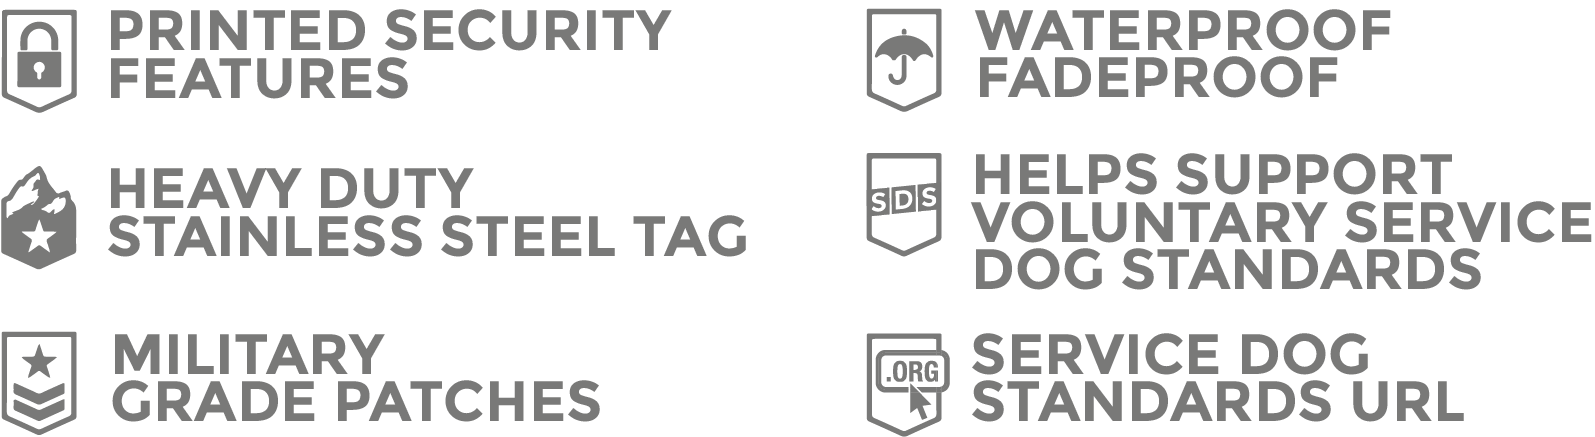 PRINTED SECURITY
FEATURES
WATERPROOF
FADEPROOF
HEAVY DUTY
STAINLESS STEEL TAG
SDS
HELPS SUPPORT
VOLUNTARY SERVICE
DOG STANDARDS
MILITARY
GRADE PATCHES
.ORG
SERVICE DOG
STANDARDS URL